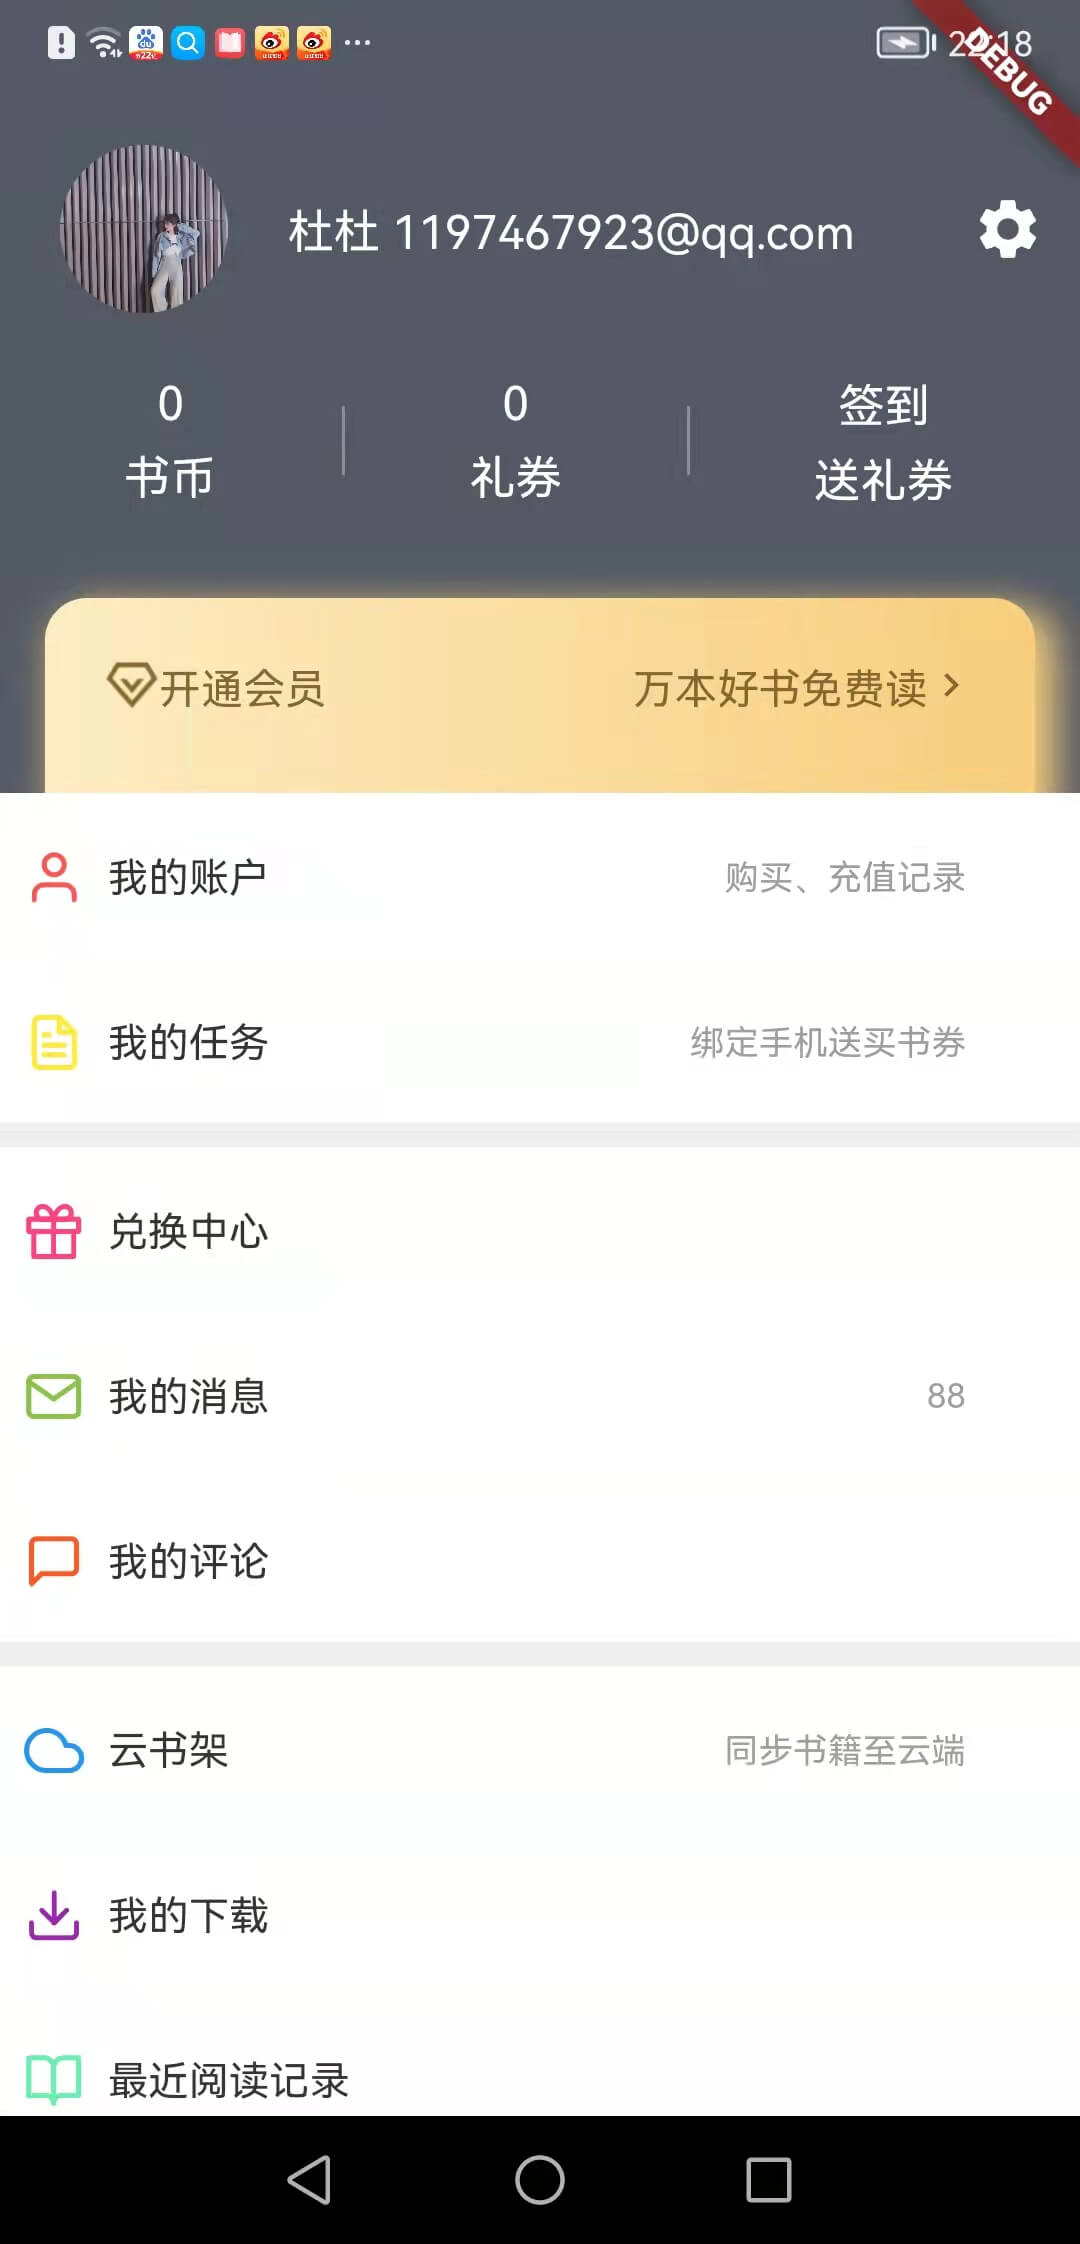 DEBUG
杜杜 1197467923@qq.com
0
书币
0
礼券
签到
送礼券
开通会员
万本好书免费读
我的账户
购买、充值记录
我的任务
绑定手机送买书券
兑换中心
我的消息
88
我的评论
云书架
同步书籍至云端
我的下载
最近阅读记录